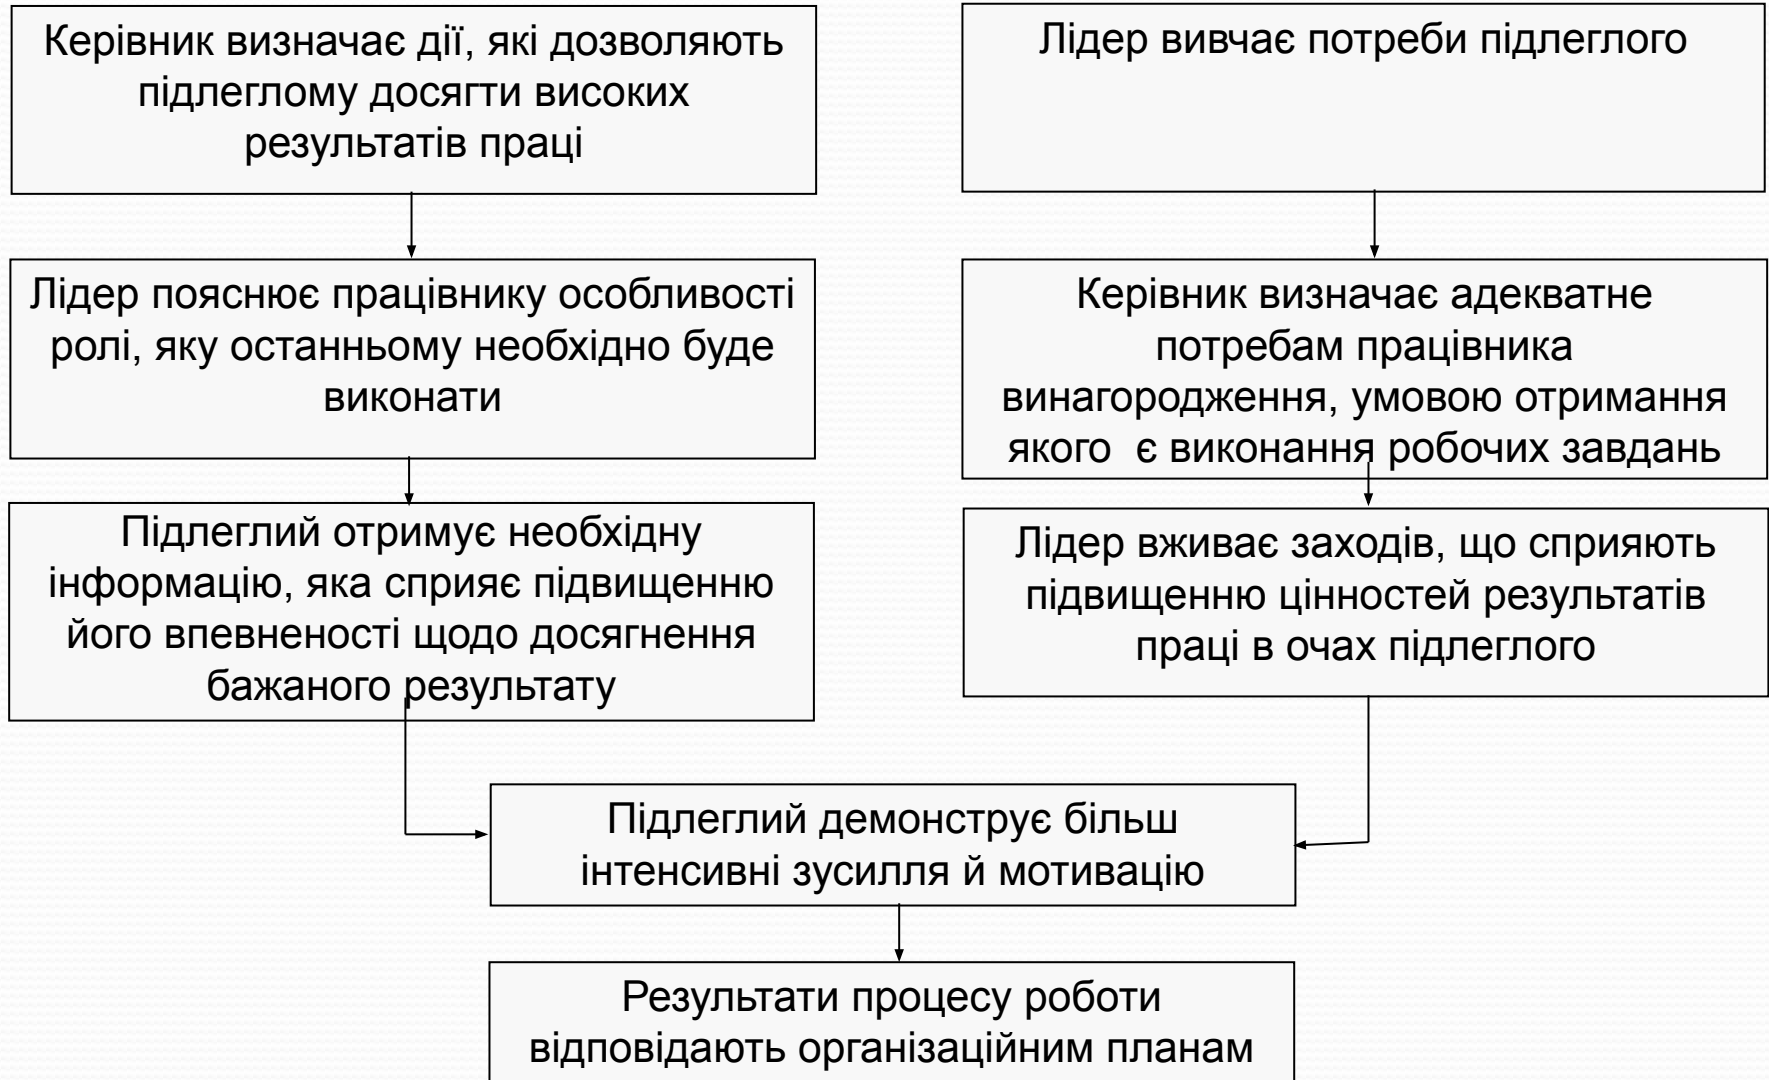 Керівник визначає дії, які дозволяють
підлеглому досягти високих
результатів праці
Лідер вивчає потреби підлеглого
Лідер пояснює працівнику особливості
ролі, яку останньому необхідно буде
виконати
Керівник визначає адекватне
потребам працівника
винагородження, умовою отримання
якого є виконання робочих завдань
Підлеглий отримує необхідну
інформацію, яка сприяє підвищенню
його впевненості щодо досягнення
бажаного результату
Лідер вживає заходів, що сприяють
підвищенню цінностей результатів
праці в очах підлеглого
Підлеглий демонструє більш
інтенсивні зусилля й мотивацію
Результати процесу роботи
відповідають організаційним планам